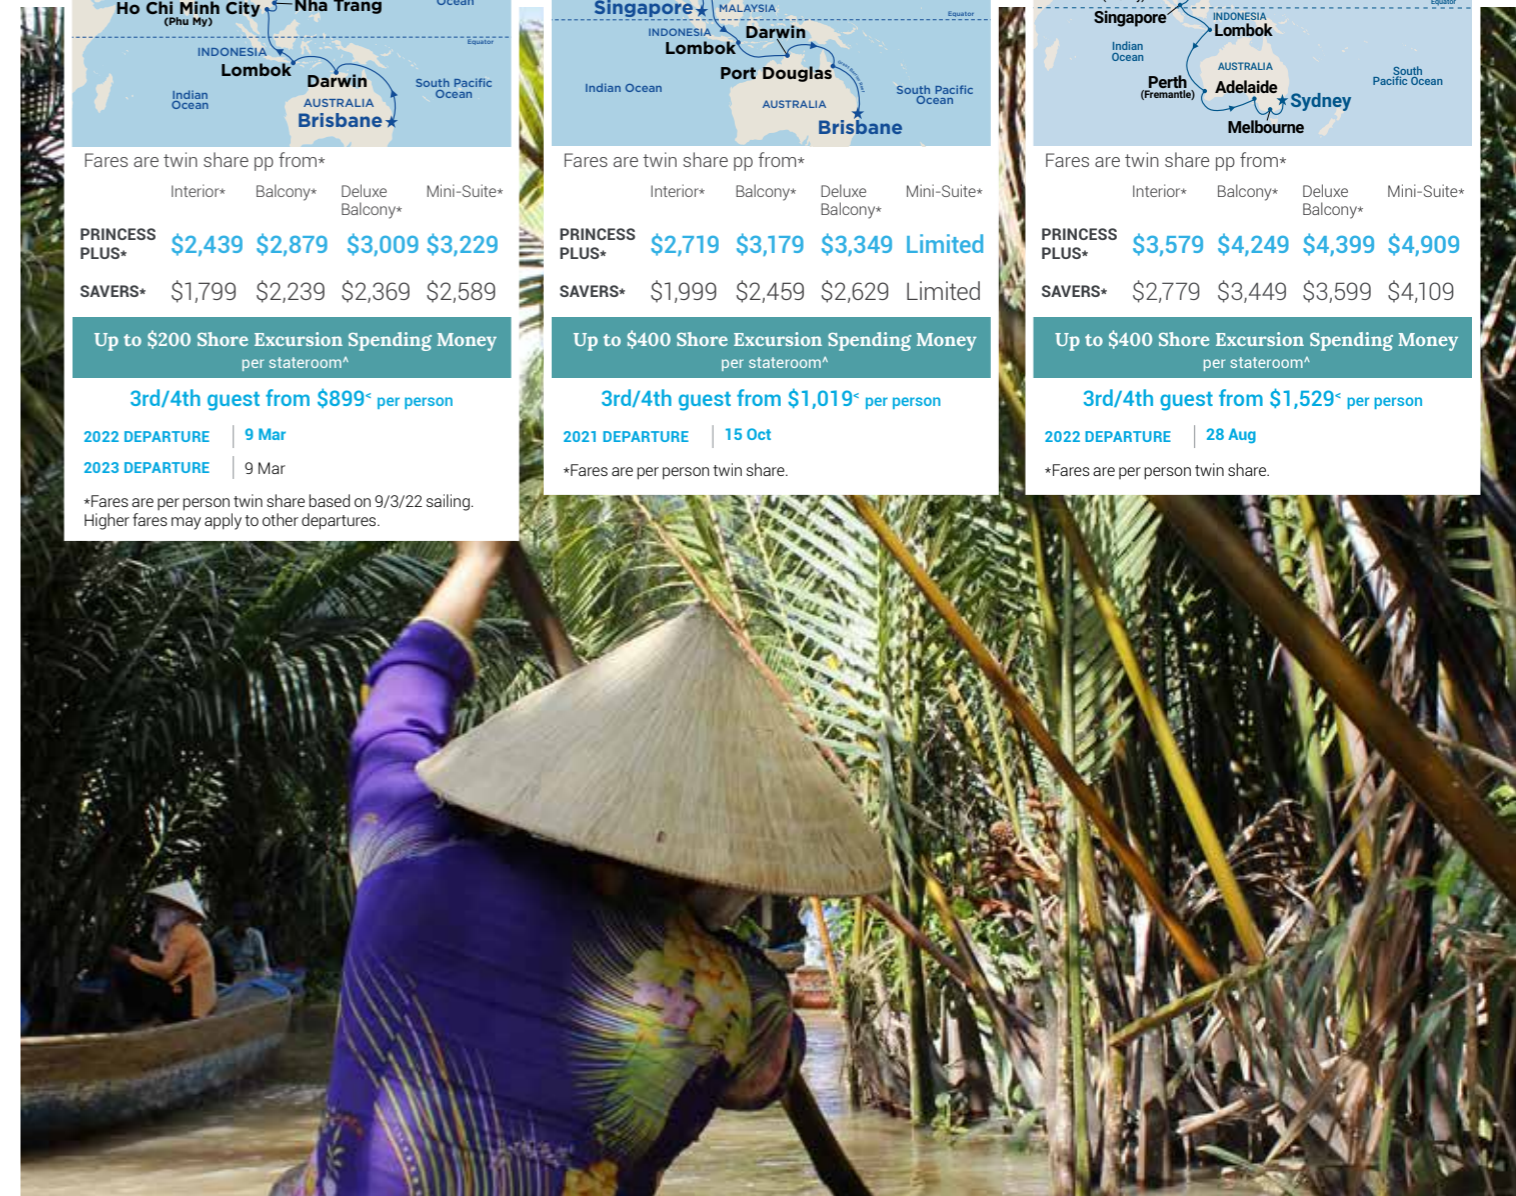 Ho Chi Minh City
(Phu My)
Nha Trang
Ocean
Equator
INDONESIA
Lombok
Darwin
Indian
Ocean
South Pacific
Ocean
AUSTRALIA
Brisbane
Fares are twin share pp from*
Interior* Balcony* Deluxe Balcony* Mini-Suite*
PRINCESS PLUS* $2,439 $2,879 $3,009 $3,229
SAVERS* $1,799 $2,239 $2,369 $2,589
Up to $200 Shore Excursion Spending Money
per stateroom^
3rd/4th guest from $899< per person
2022 DEPARTURE 9 Mar
2023 DEPARTURE 9 Mar
*Fares are per person twin share based on 9/3/22 sailing.
Higher fares may apply to other departures.
Singapore
MALAYSIA
Equator
INDONESIA
Lombok
Darwin
Port Douglas
Indian Ocean
South Pacific
Ocean
AUSTRALIA
Brisbane
Fares are twin share pp from*
Interior* Balcony* Deluxe Balcony* Mini-Suite*
PRINCESS PLUS* $2,719 $3,179 $3,349 Limited
SAVERS* $1,999 $2,459 $2,629 Limited
Up to $400 Shore Excursion Spending Money
per stateroom^
3rd/4th guest from $1,019< per person
2021 DEPARTURE 15 Oct
*Fares are per person twin share.
Equator
Singapore
INDONESIA
Lombok
Indian
Ocean
AUSTRALIA
South
Pacific Ocean
Perth
(Fremantle)
Adelaide
Sydney
Melbourne
Fares are twin share pp from*
Interior* Balcony* Deluxe Balcony* Mini-Suite*
PRINCESS PLUS* $3,579 $4,249 $4,399 $4,909
SAVERS* $2,779 $3,449 $3,599 $4,109
Up to $400 Shore Excursion Spending Money
per stateroom^
3rd/4th guest from $1,529< per person
2022 DEPARTURE 28 Aug
*Fares are per person twin share.